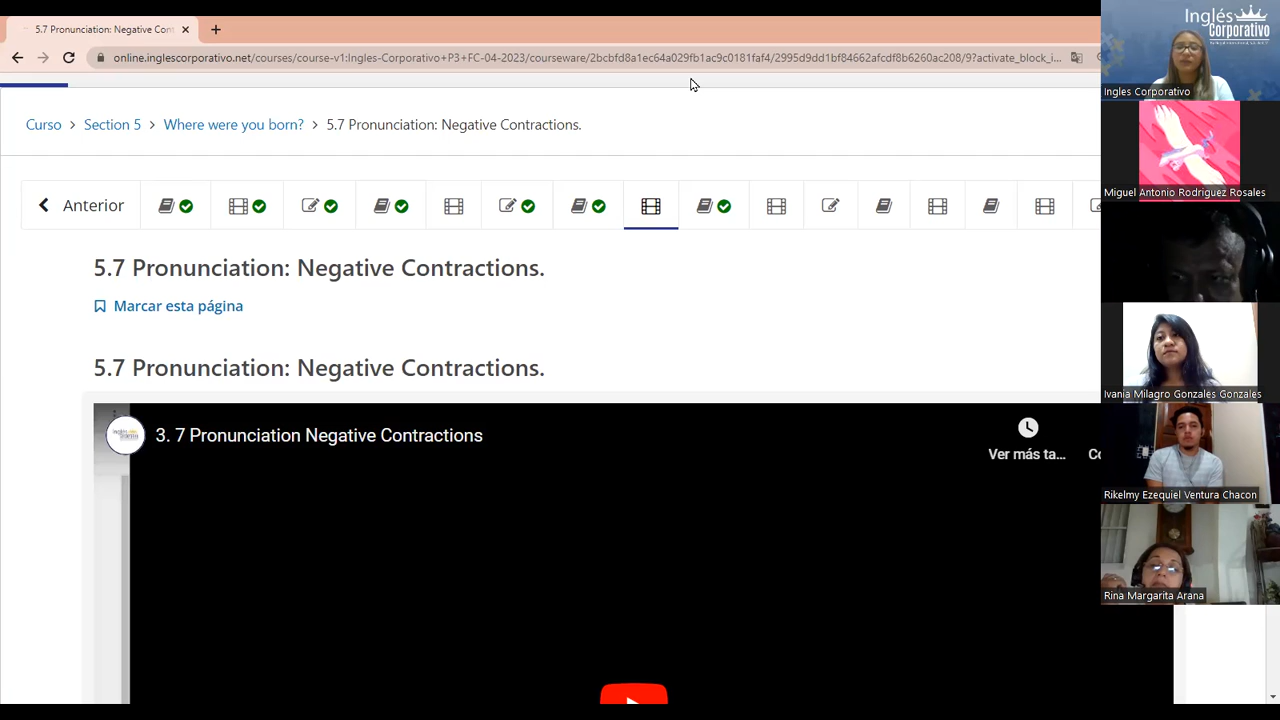 5.7 Pronunciation: Negative Cont
online.inglescorporativo.net/courses/course-v1:Ingles-Corporativo+P3+FC-04-2023/courseware/2bcbfd8a1ec64a029fb1ac9c0181faf4/2995d9dd1bf84662afcdf8b6260ac208/9?activate_block_i...
Curso > Section 5 > Where were you born? > 5.7 Pronunciation: Negative Contractions.
Anterior
5.7 Pronunciation: Negative Contractions.
Marcar esta página
5.7 Pronunciation: Negative Contractions.
3. 7 Pronunciation Negative Contractions
Ver más ta...
Co
Inglés
Corporativo
Ingles Corporativo
Miguel Antonio Rodriguez Rosales
Ivania Milagro Gonzales Gonzales
Rikelmy Ezequiel Ventura Chacon
Rina Margarita Arana